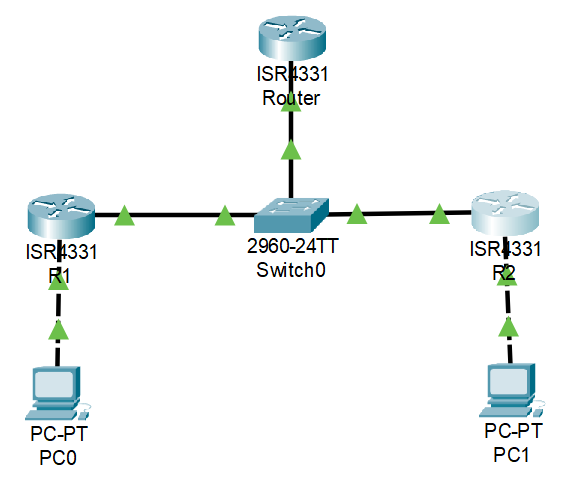 ISR4331
Router
ISR4331
R1
2960-24TT
Switch0
ISR4331
R2
PC-PT
PC0
PC-PT
PC1